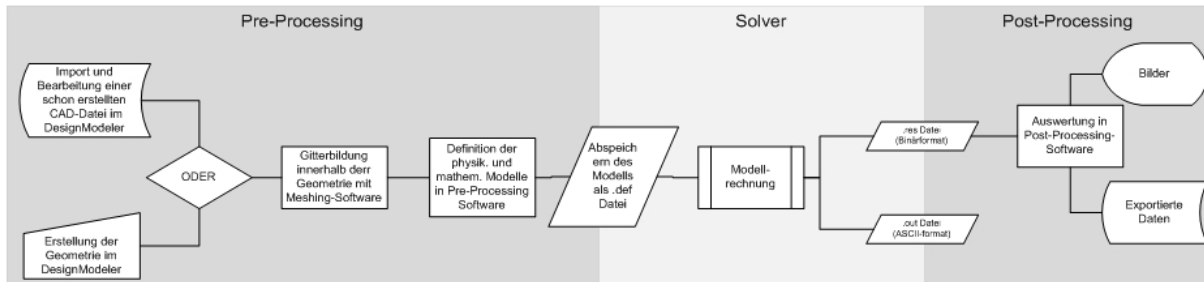 Pre-Processing
Solver
Post-Processing
Import und
Bearbeitung einer
schon erstellten
CAD-Datei im
DesignModeler
ODER
Erstellung der
Geometrie im
DesignModeler
Gitterbildung
innerhalb derr
Geometrie mit
Meshing-Software
Definition der
physik. und
mathem. Modelle
in Pre-Processing
Software
Abspeich
ern des
Modells
als .def
Datei
Modell-
rechnung
.res Datei
(Binärformat)
.out Datei
(ASCII-format)
Auswertung in
Post-Processing-
Software
Bilder
Exportierte
Daten